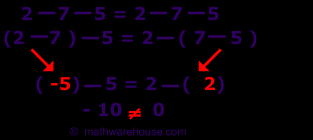 2 — 7 — 5 = 2 — 7 — 5
(2 — 7 ) — 5 = 2 — ( 7 — 5 )
( -5) — 5 = 2 — ( 2)
- 10 ≠ 0
© mathwarehouse.com